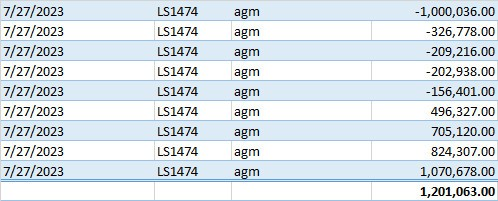 7/27/2023 LS1474 agm -1,000,036.00
7/27/2023 LS1474 agm -326,778.00
7/27/2023 LS1474 agm -209,216.00
7/27/2023 LS1474 agm -202,938.00
7/27/2023 LS1474 agm -156,401.00
7/27/2023 LS1474 agm 496,327.00
7/27/2023 LS1474 agm 705,120.00
7/27/2023 LS1474 agm 824,307.00
7/27/2023 LS1474 agm 1,070,678.00
1,201,063.00